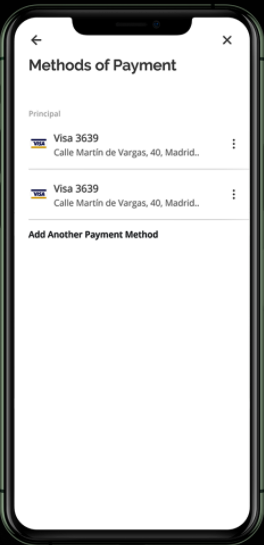 Methods of Payment
Principal
VISA Visa 3639
Calle Martín de Vargas, 40, Madrid..
VISA Visa 3639
Calle Martín de Vargas, 40, Madrid..
Add Another Payment Method